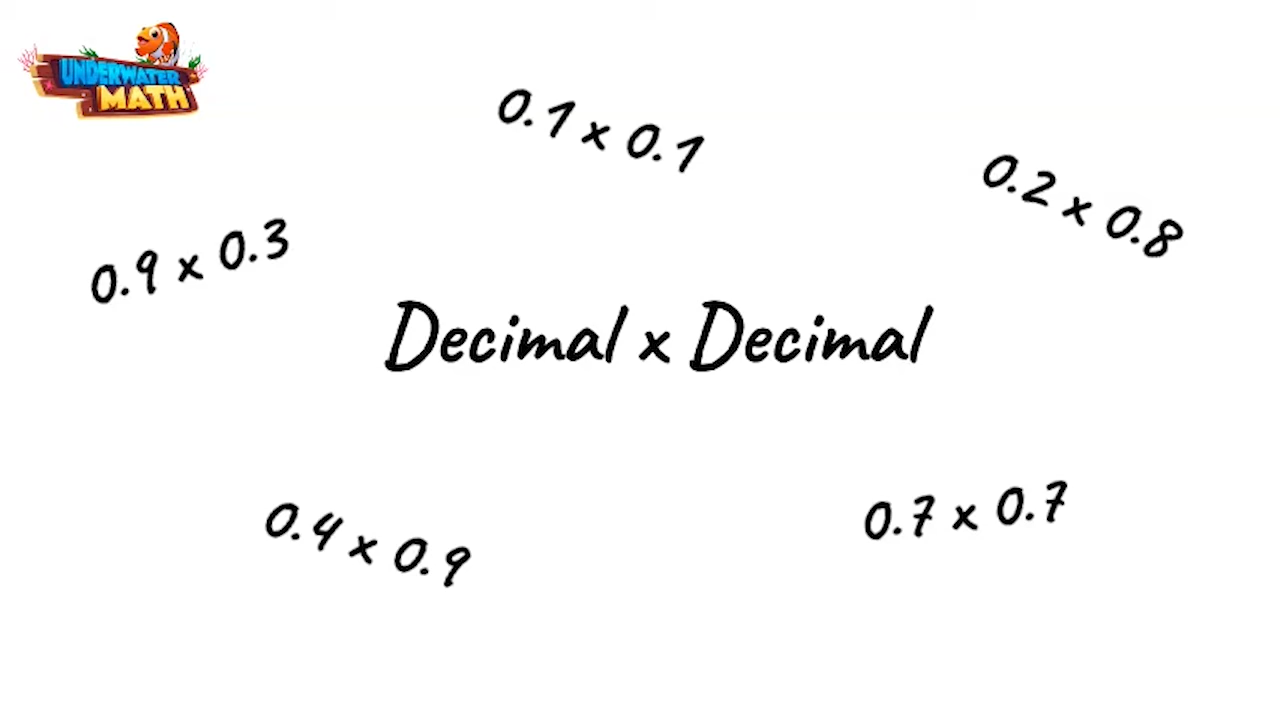 UNDERWATER
MATH
0.1 x 0.1
0.2 x 0.8
0.9 x 0.3
Decimal x Decimal
0.4 x 0.9
0.7 x 0.7